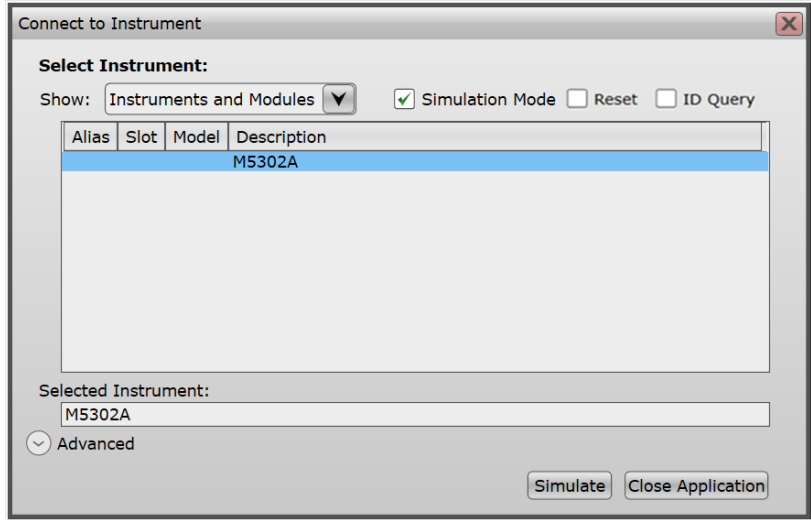 Connect to Instrument
Select Instrument:
Show: Instruments and Modules Simulation Mode Reset ID Query
Alias Slot Model Description
M5302A
Selected Instrument:
M5302A
Advanced
Simulate Close Application